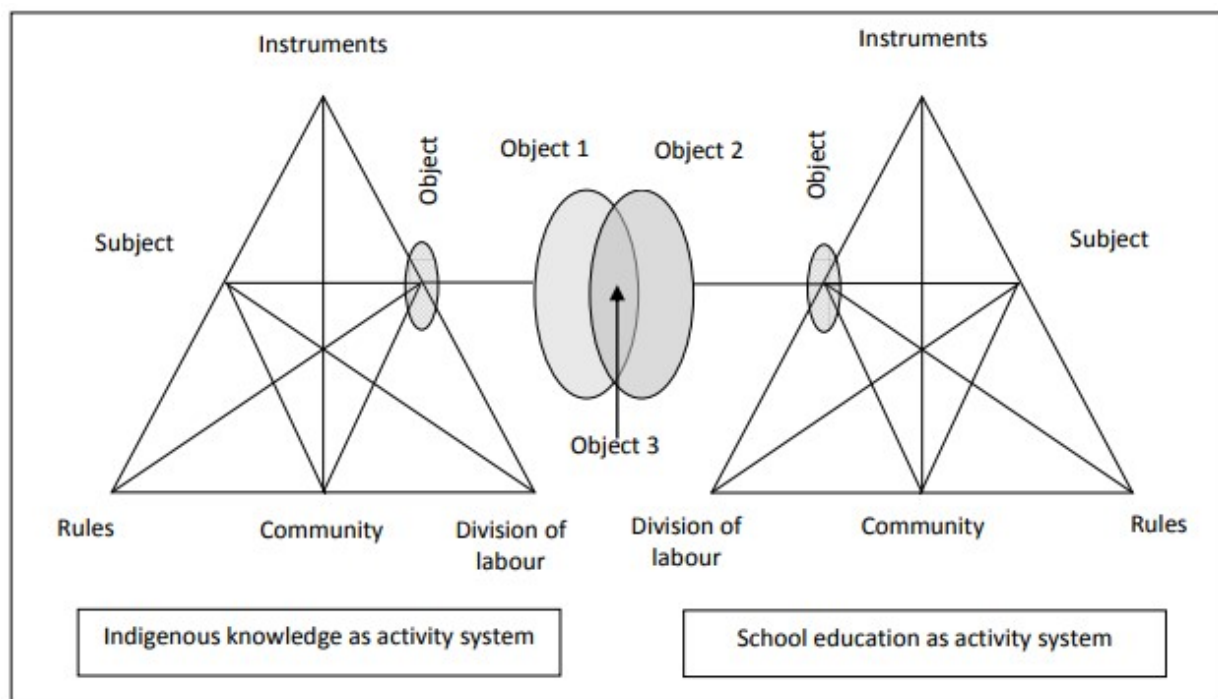 Instruments
Instruments
Object
Object 1
Object 2
Object
Subject
Subject
Object 3
Rules
Community
Division of
labour
Division of
labour
Community
Rules
Indigenous knowledge as activity system
School education as activity system